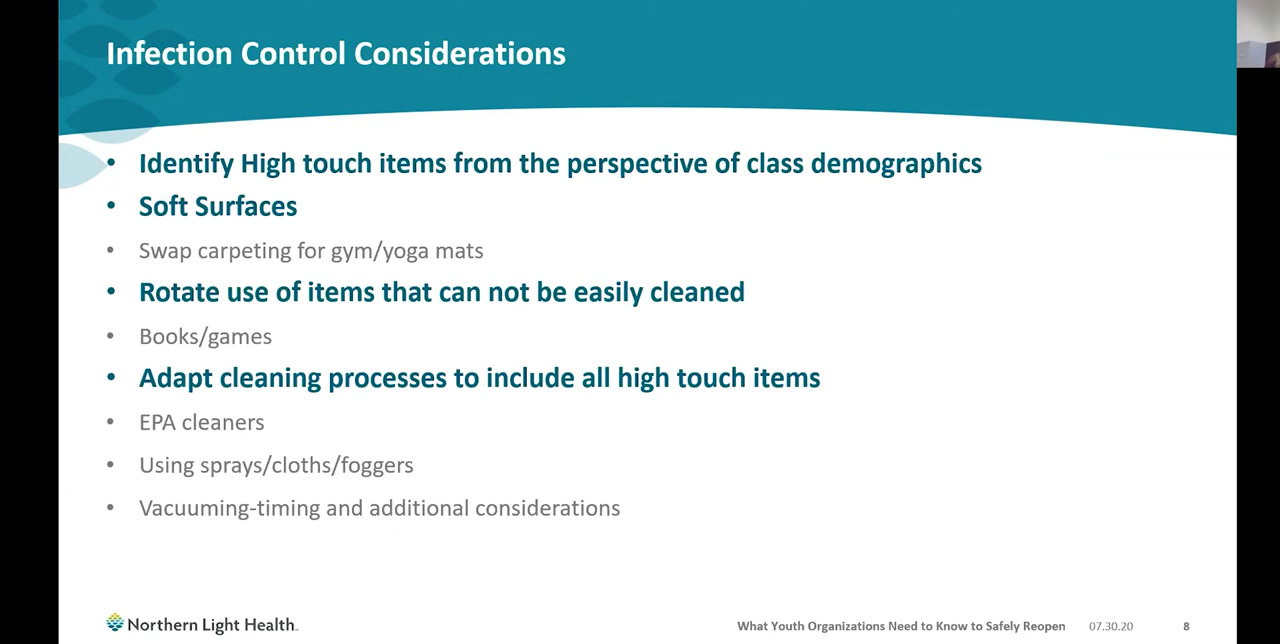 Infection Control Considerations
• Identify High touch items from the perspective of class demographics
• Soft Surfaces
• Swap carpeting for gym/yoga mats
• Rotate use of items that can not be easily cleaned
• Books/games
• Adapt cleaning processes to include all high touch items
• EPA cleaners
• Using sprays/cloths/foggers
• Vacuuming-timing and additional considerations
Northern Light Health
What Youth Organizations Need to Know to Safely Reopen 07.30.20 8